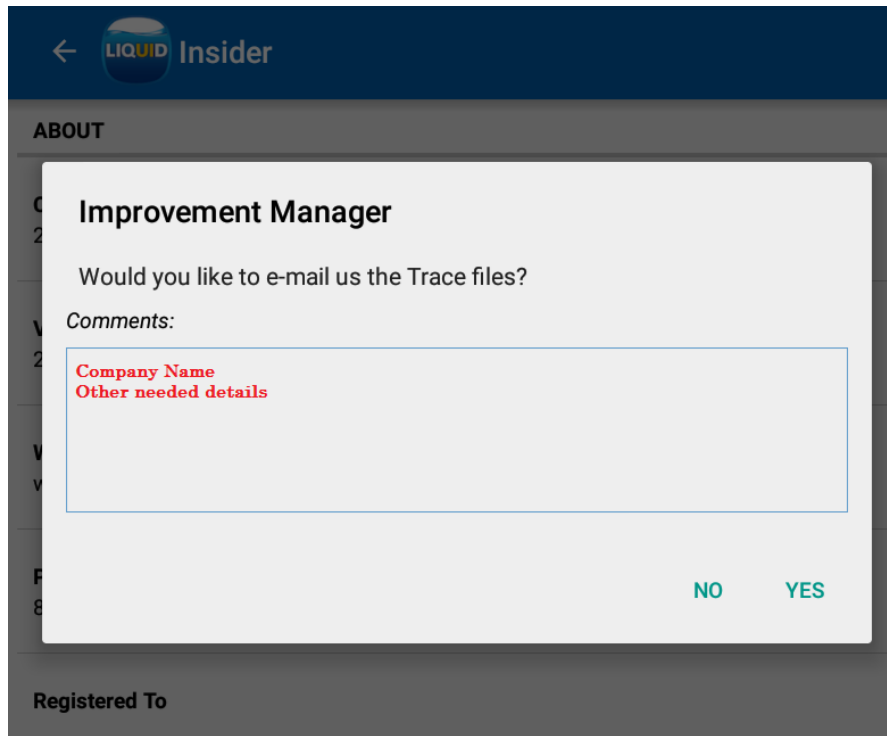 LIQUID Insider
ABOUT
Improvement Manager
Would you like to e-mail us the Trace files?
Comments:
Company Name
Other needed details
NO YES
Registered To